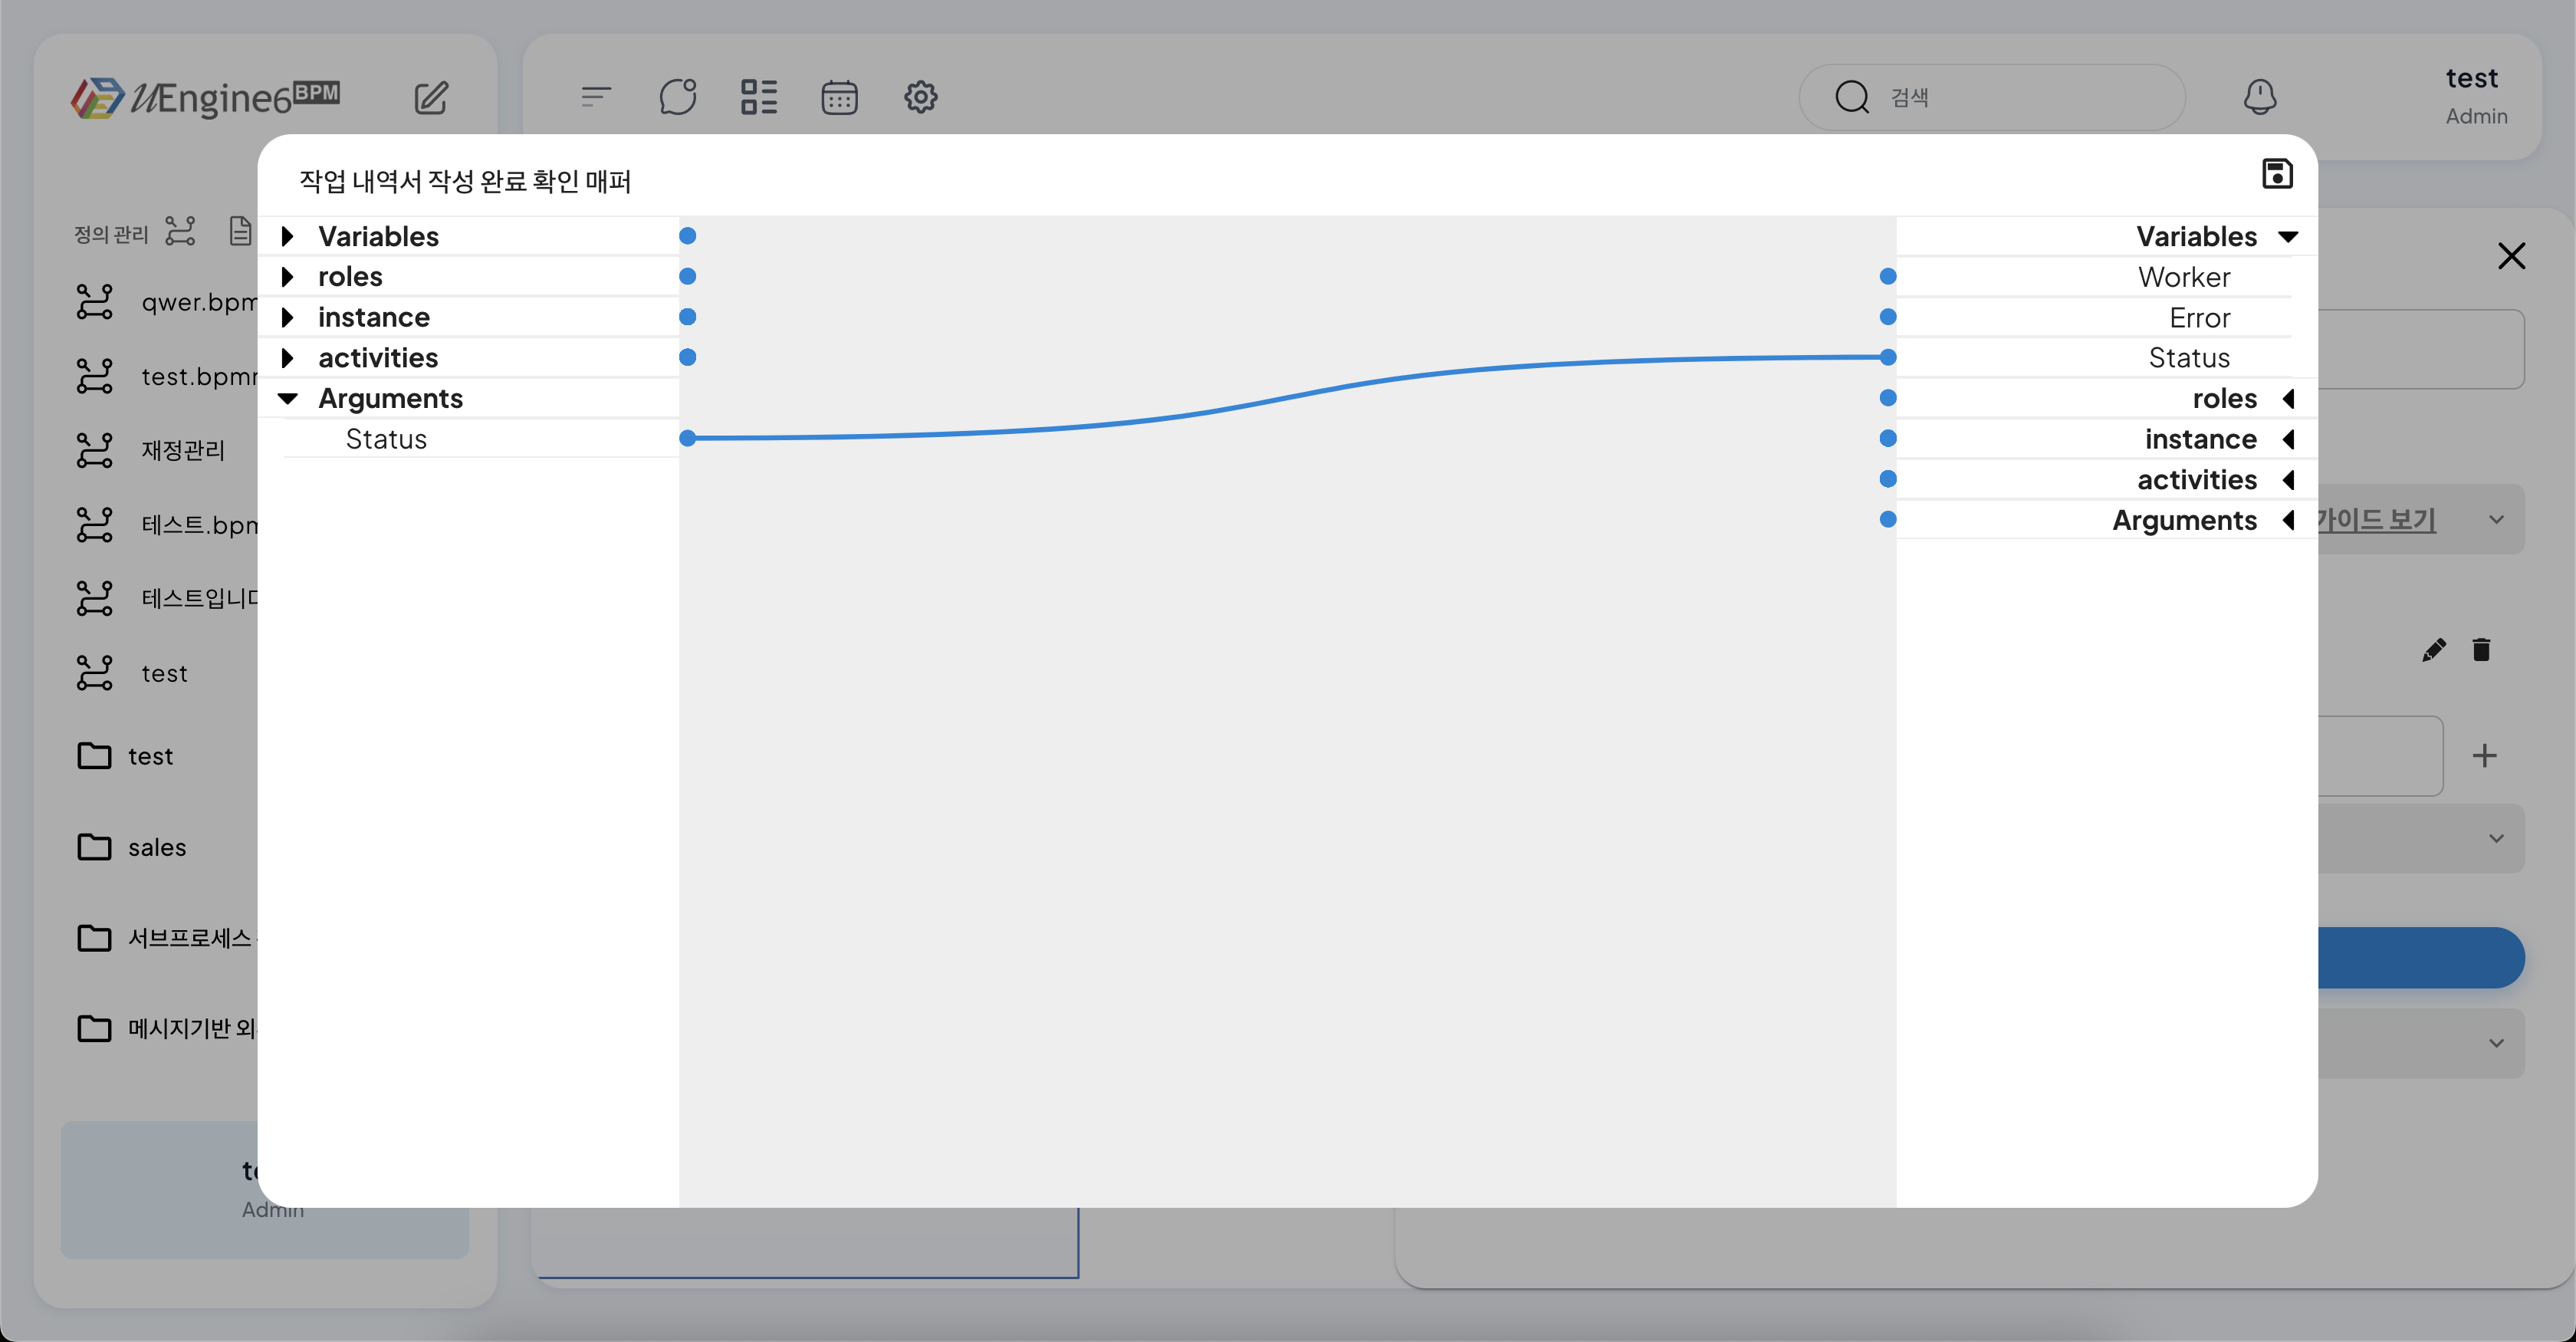 uEngine6 BPM
검색
test
Admin
정의 관리
qwer.bpm
test.bpm
재정관리
테스트.bpm
테스트입니
test
test
sales
서브프로세스
메시지기반 외
te
Admin
작업 내역서 작성 완료 확인 매퍼
Variables
roles
instance
activities
Arguments
Status
Variables
Worker
Error
Status
roles
instance
activities
Arguments
가이드 보기